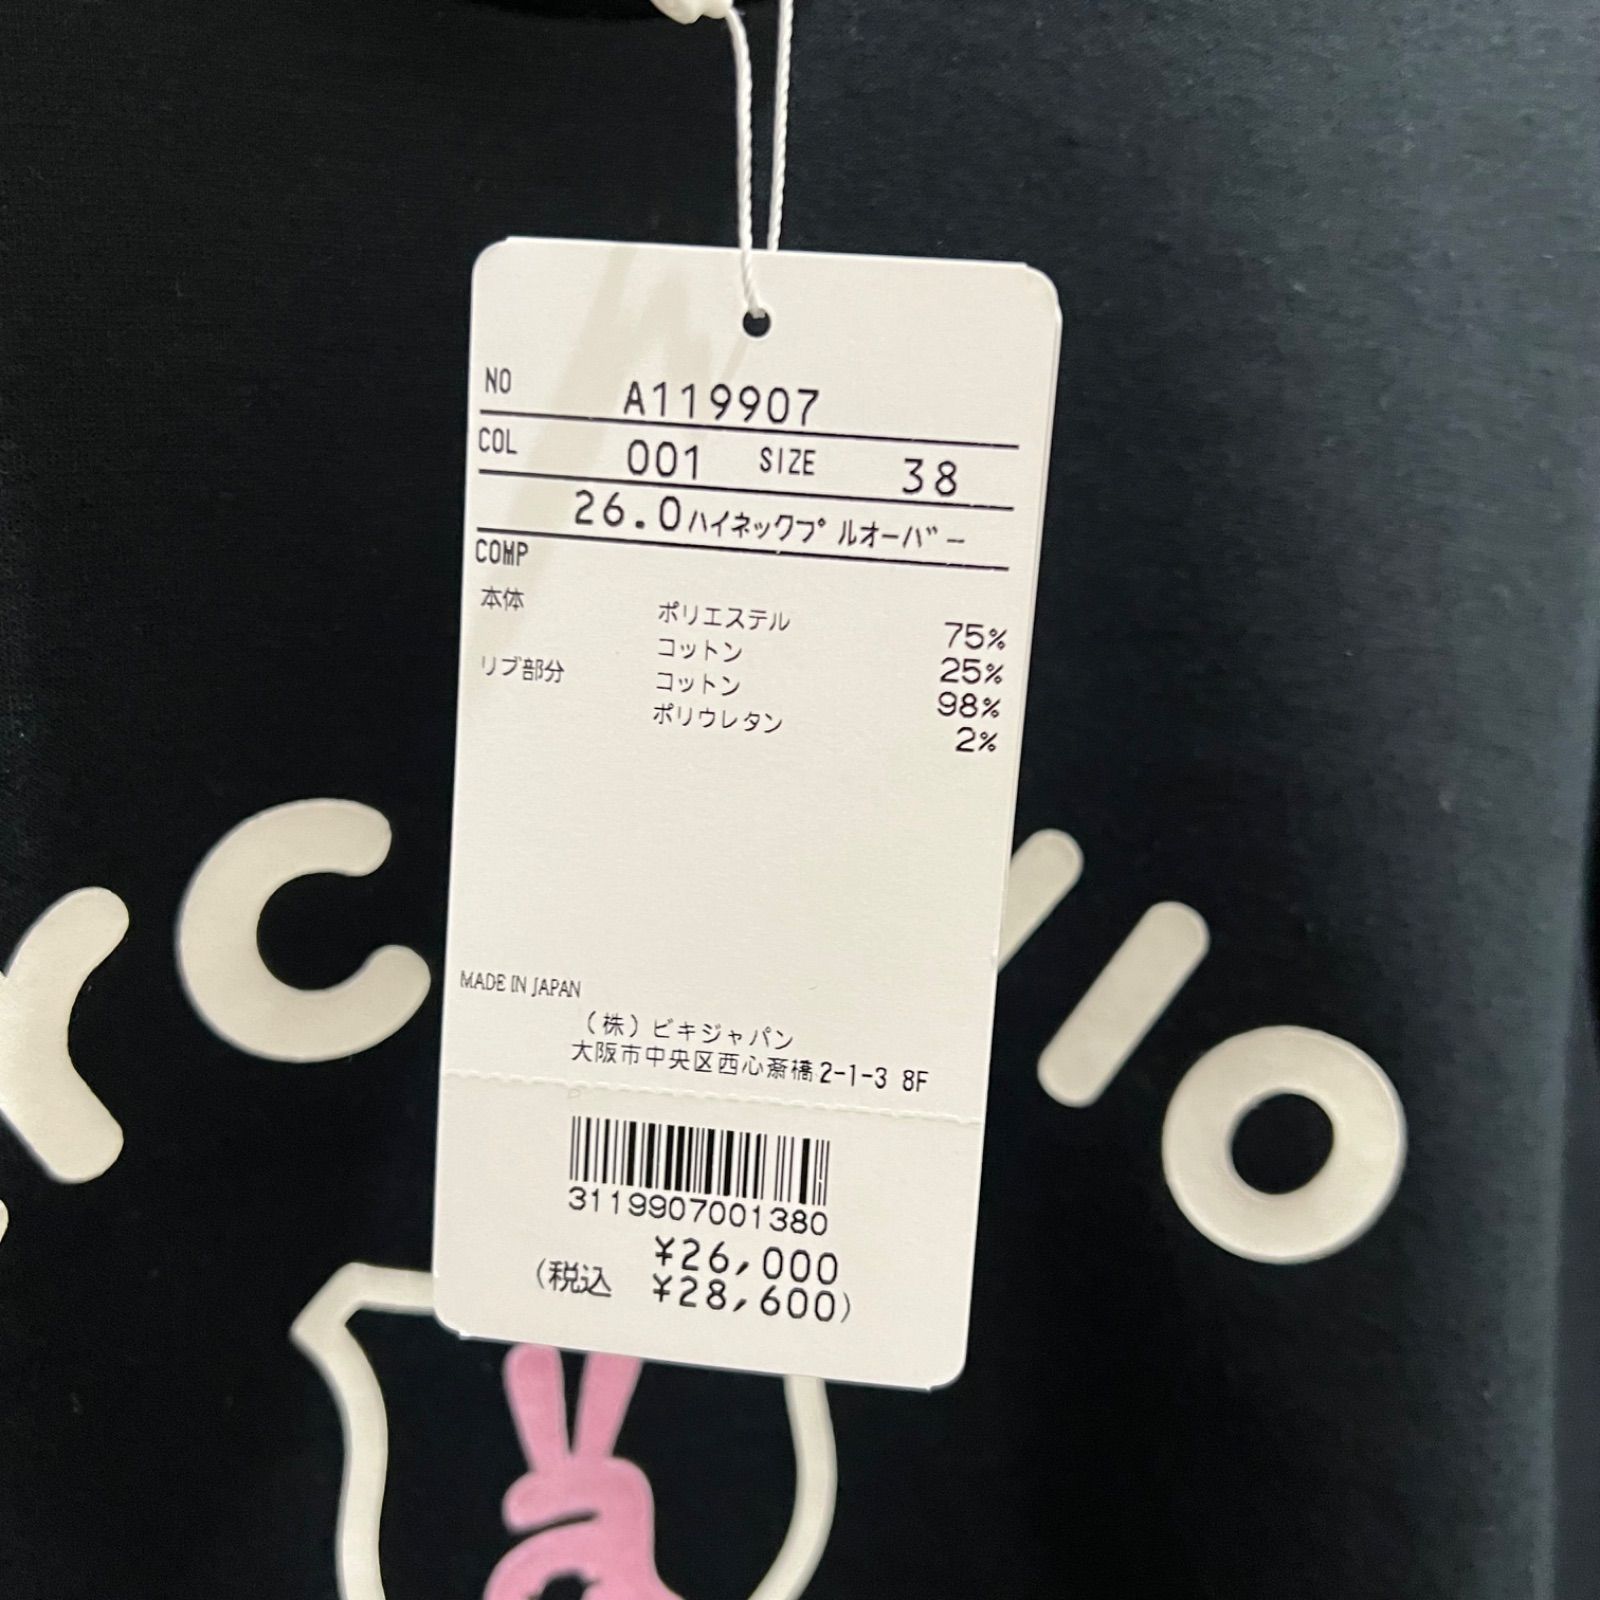 NO A119907
COL 001 SIZE 38
26.0ハイネックプルオーバー
COMP
本体 ポリエステル 75%
コットン 25%
リブ部分 コットン 98%
ポリウレタン 2%
MADE IN JAPAN
(株)ビキジャパン
大阪市中央区西心斎橋2-1-3 8F
3119907001380
¥26,000
(税込 ¥28,600)